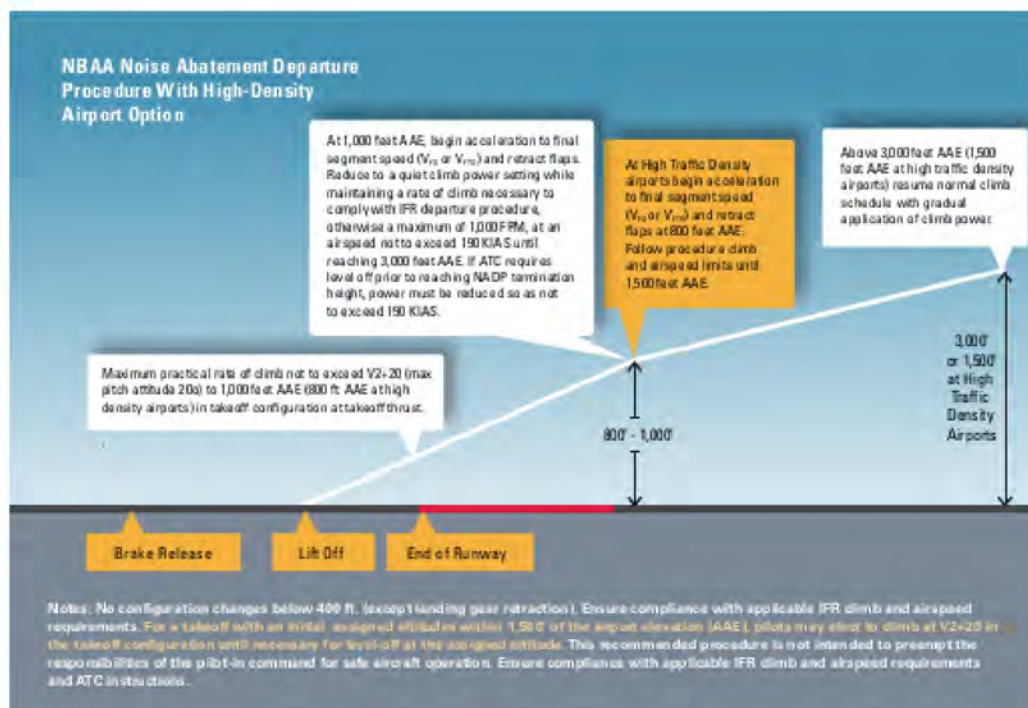 NBAA Noise Abatement Departure
Procedure With High-Density
Airport Option
At 1,000 feet AAE, begin acceleration to final
segment speed (VFS or VFTO) and retract flaps.
Reduce to a quiet climb power setting while
maintaining a rate of climb necessary to
comply with IFR departure procedure,
otherwise a maximum of 1,000 FPM, at an
airspeed not to exceed 190 KIAS until
reaching 3,000 feet AAE. If ATC requires
level off prior to reaching NADP termination
height, power must be reduced so as not
to exceed 190 KIAS.
At High Traffic Density
airports begin acceleration
to final segment speed
(VFS or VFTO) and retract
flaps at 800 feet AAE.
Follow procedure climb
and airspeed limits until
1,500 feet AAE.
Above 3,000 feet AAE (1,500
feet AAE at high traffic density
airports) resume normal climb
schedule with gradual
application of climb power.
Maximum practical rate of climb not to exceed V2+20 (max
pitch attitude 20o) to 1,000 feet AAE (800 ft. AAE at high
density airports) in takeoff configuration at takeoff thrust.
.
800' - 1,000'
3,000'
or 1,500'
at High
Traffic
Density
Airports
Brake Release
Lift Off
End of Runway
Notes: No configuration changes below 400 ft. (except landing gear retraction). Ensure compliance with applicable IFR climb and airspeed
requirements. For a takeoff with an initial assigned altitudes within 1,500' of the airport elevation (AAE), pilots may elect to climb at V2+20 in
the takeoff configuration until necessary for level-off at the assigned altitude. This recommended procedure is not intended to preempt the
responsibilities of the pilot-in command for safe aircraft operation. Ensure compliance with applicable IFR climb and airspeed requirements
and ATC instructions.